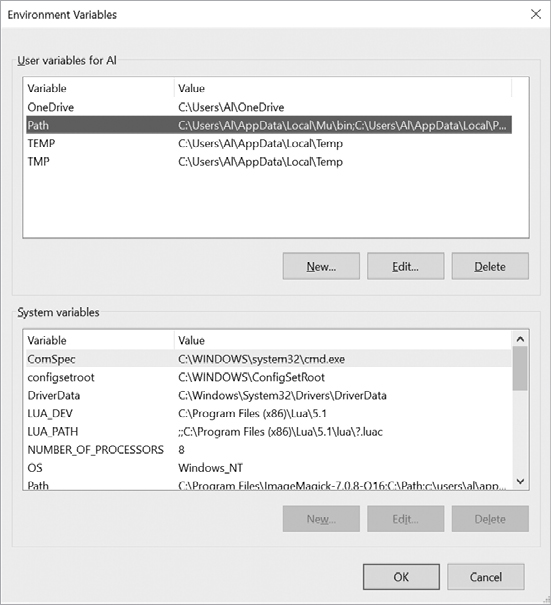 Environment Variables
User variables for Al
Variable Value
OneDrive C:\Users\Al\OneDrive
Path C:\Users\Al\AppData\Local\Mu\bin;C:\Users\Al\AppData\Local\P...
TEMP C:\Users\Al\AppData\Local\Temp
TMP C:\Users\Al\AppData\Local\Temp
New... Edit... Delete
System variables
Variable Value
ComSpec C:\WINDOWS\system32\cmd.exe
configsetroot C:\WINDOWS\ConfigSetRoot
DriverData C:\Windows\System32\Drivers\DriverData
LUA_DEV C:\Program Files (x86)\Lua\5.1
LUA_PATH ;;C:\Program Files (x86)\Lua\5.1\lua\?.luac
NUMBER_OF_PROCESSORS 8
OS Windows_NT
Path C:\Program Files\ImageMagick-7.0.8-Q16;C:\Path;c:\users\al\app...
New... Edit... Delete
OK Cancel